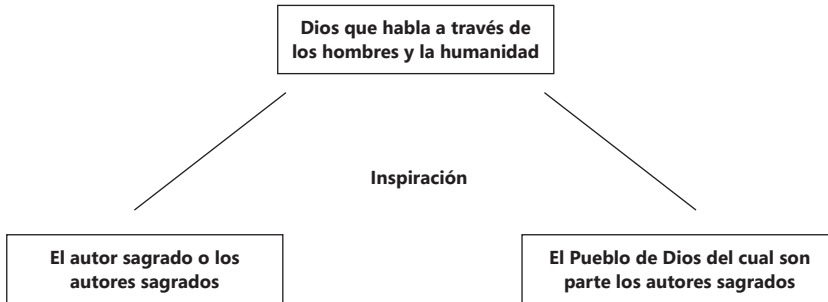 Dios que habla a través de
los hombres y la humanidad
Inspiración
El autor sagrado o los
autores sagrados
El Pueblo de Dios del cual son
parte los autores sagrados